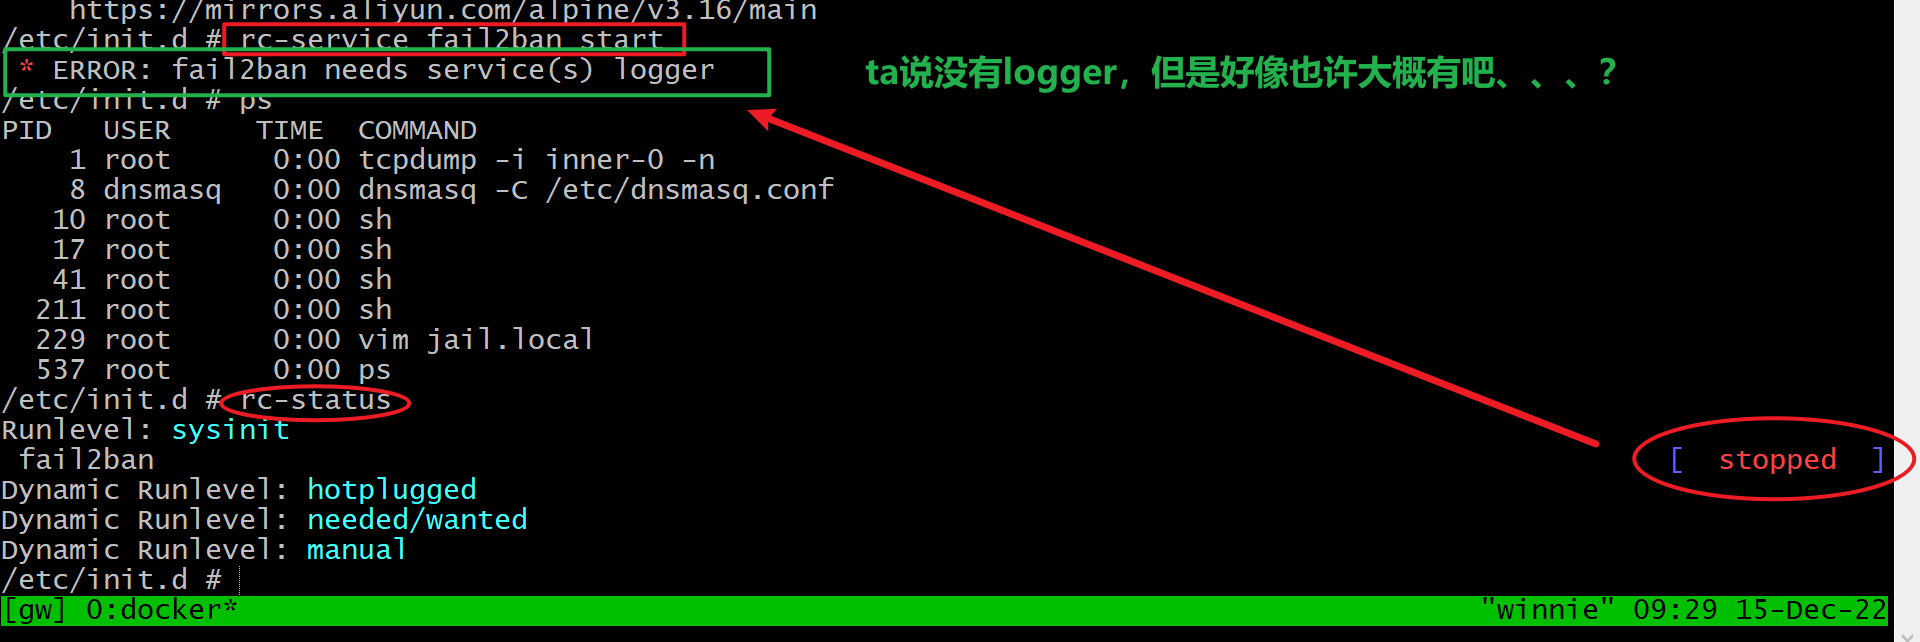 https://mirrors.aliyun.com/alpine/v3.16/main
/etc/init.d # rc-service fail2ban start
* ERROR: fail2ban needs service(s) logger
ta说没有logger，但是好像也许大概有吧、、、？
/etc/init.d # ps
PID   USER     TIME  COMMAND
    1 root      0:00 tcpdump -i inner-0 -n
    8 dnsmasq   0:00 dnsmasq -C /etc/dnsmasq.conf
   10 root      0:00 sh
   17 root      0:00 sh
   41 root      0:00 sh
  211 root      0:00 sh
  229 root      0:00 vim jail.local
  537 root      0:00 ps
/etc/init.d # rc-status
Runlevel: sysinit
 fail2ban [  stopped  ]
Dynamic Runlevel: hotplugged
Dynamic Runlevel: needed/wanted
Dynamic Runlevel: manual
/etc/init.d #
[gw] 0:docker* "winnie" 09:29 15-Dec-22